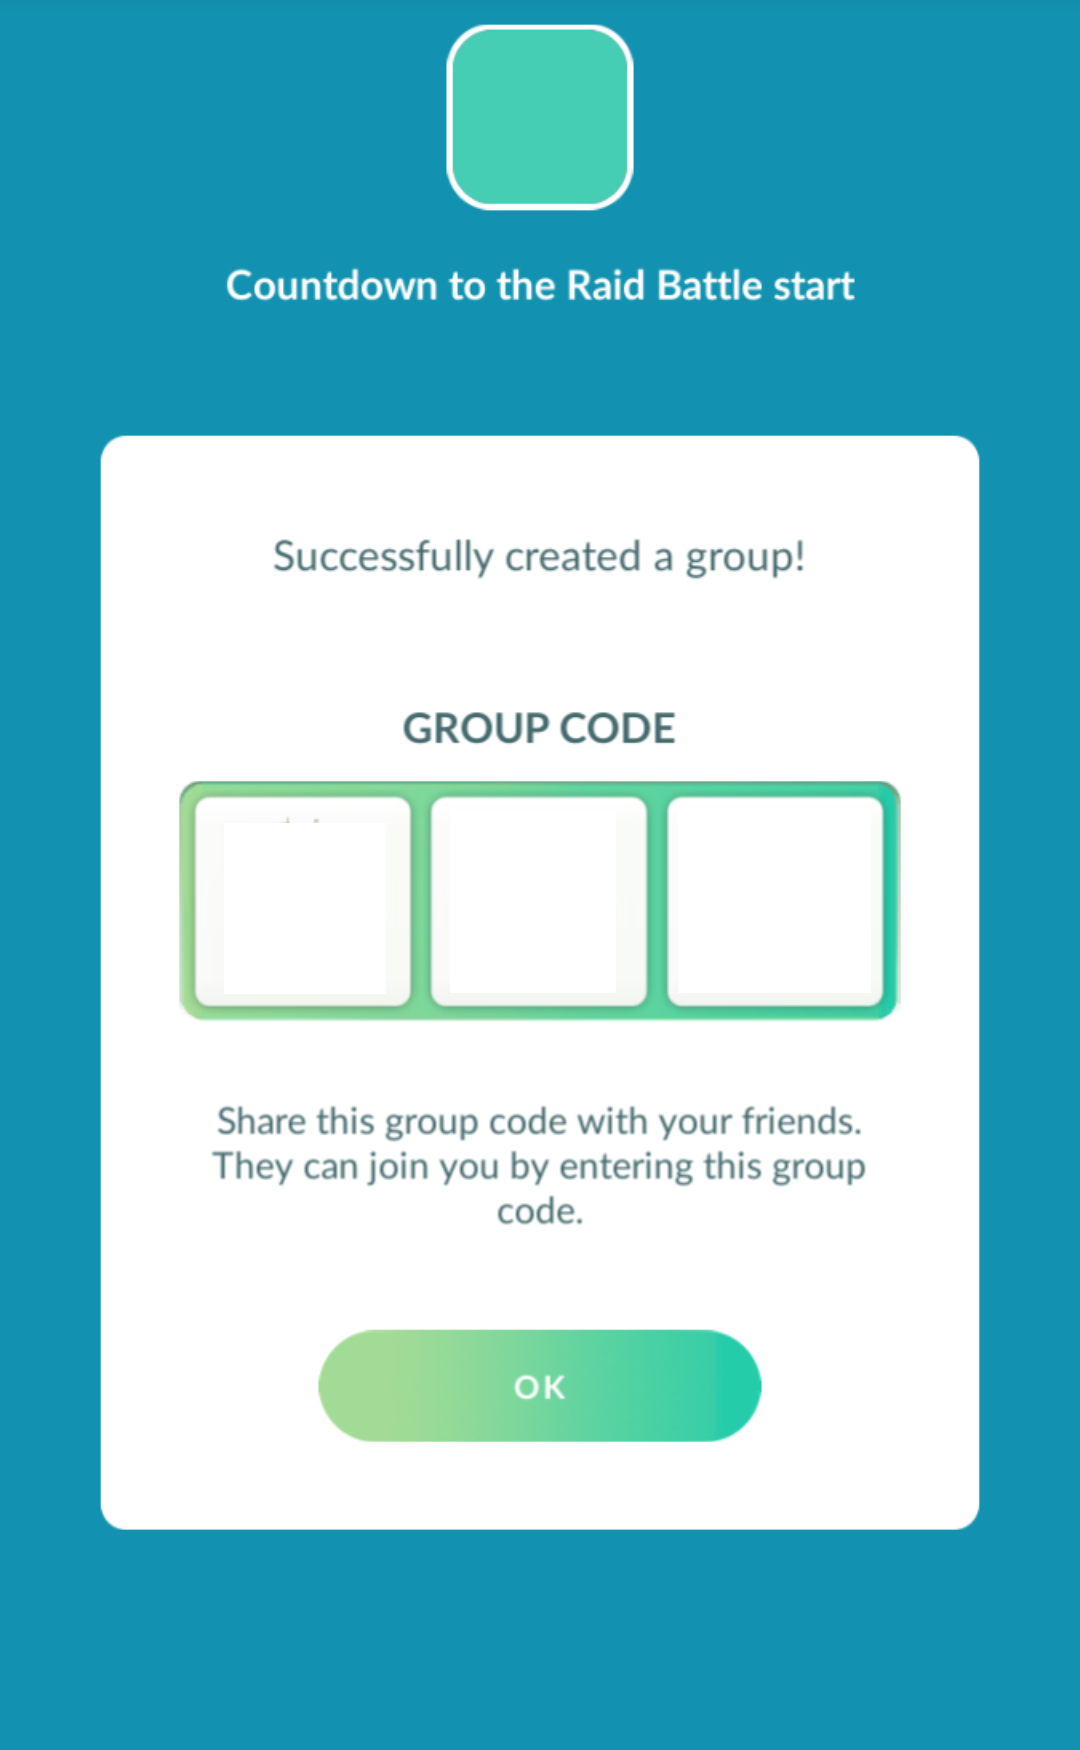 Countdown to the Raid Battle start
Successfully created a group!
GROUP CODE
Share this group code with your friends.
They can join you by entering this group
code.
OK